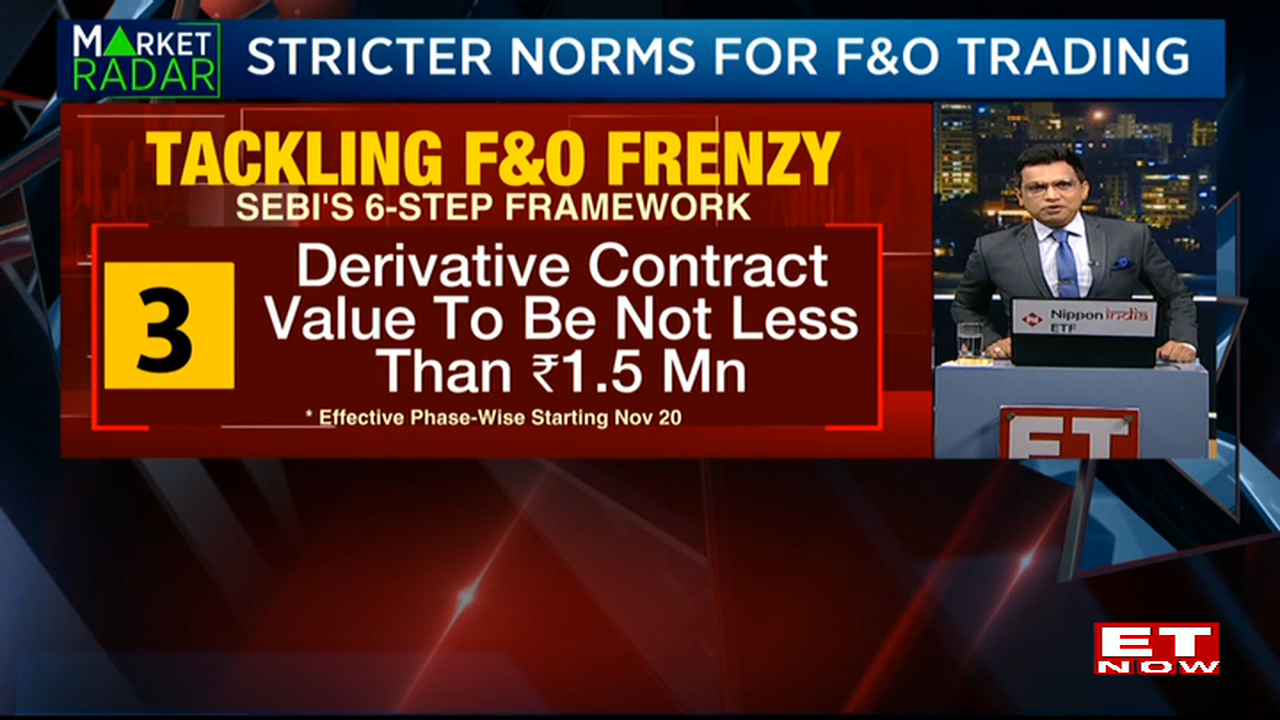 MARKET
RADAR
STRICTER NORMS FOR F&O TRADING
TACKLING F&O FRENZY
SEBI'S 6-STEP FRAMEWORK
3
Derivative Contract
Value To Be Not Less
Than ₹1.5 Mn
* Effective Phase-Wise Starting Nov 20
Nippon india
ETF
ET
ET
NOW